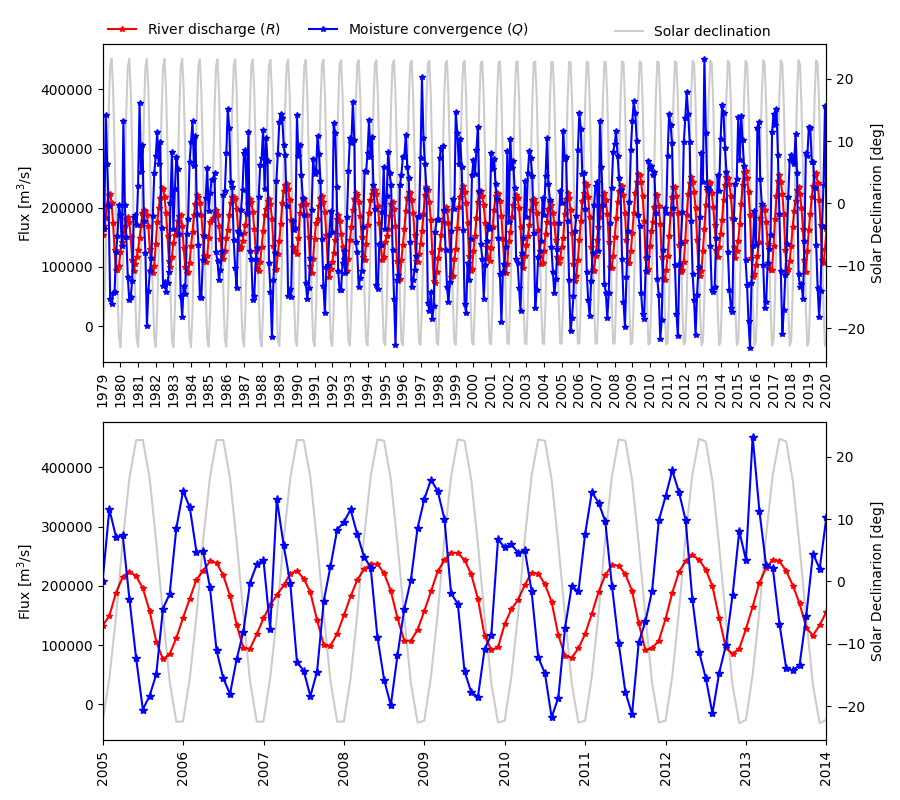 River discharge (R) Moisture convergence (Q) Solar declination
400000
300000
200000
100000
0
Flux [m³/s]
20
10
0
−10
−20
Solar Declinarion [deg]
1979 1980 1981 1982 1983 1984 1985 1986 1987 1988 1989 1990 1991 1992 1993 1994 1995 1996 1997 1998 1999 2000 2001 2002 2003 2004 2005 2006 2007 2008 2009 2010 2011 2012 2013 2014 2015 2016 2017 2018 2019 2020
400000
300000
200000
100000
0
Flux [m³/s]
20
10
0
−10
−20
Solar Declinarion [deg]
2005 2006 2007 2008 2009 2010 2011 2012 2013 2014